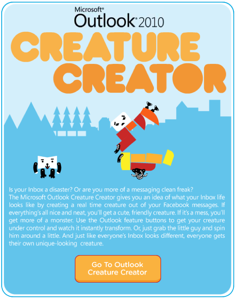 Microsoft®
Outlook® 2010
CREATURE
CREATOR
Is your Inbox a disaster? Or are you more of a messaging clean freak?
The Microsoft Outlook Creature Creator gives you an idea of what your Inbox life
looks like by creating a real time creature out of your Facebook messages. If
everything's all nice and neat, you'll get a cute, friendly creature. If it's a mess, you'll
get more of a monster. Use the Outlook feature buttons to get your creature
under control and watch it instantly transform. Or, just grab the little guy and spin
him around a little. And just like everyone's Inbox looks different, everyone gets
their own unique-looking creature.
Go To Outlook
Creature Creator